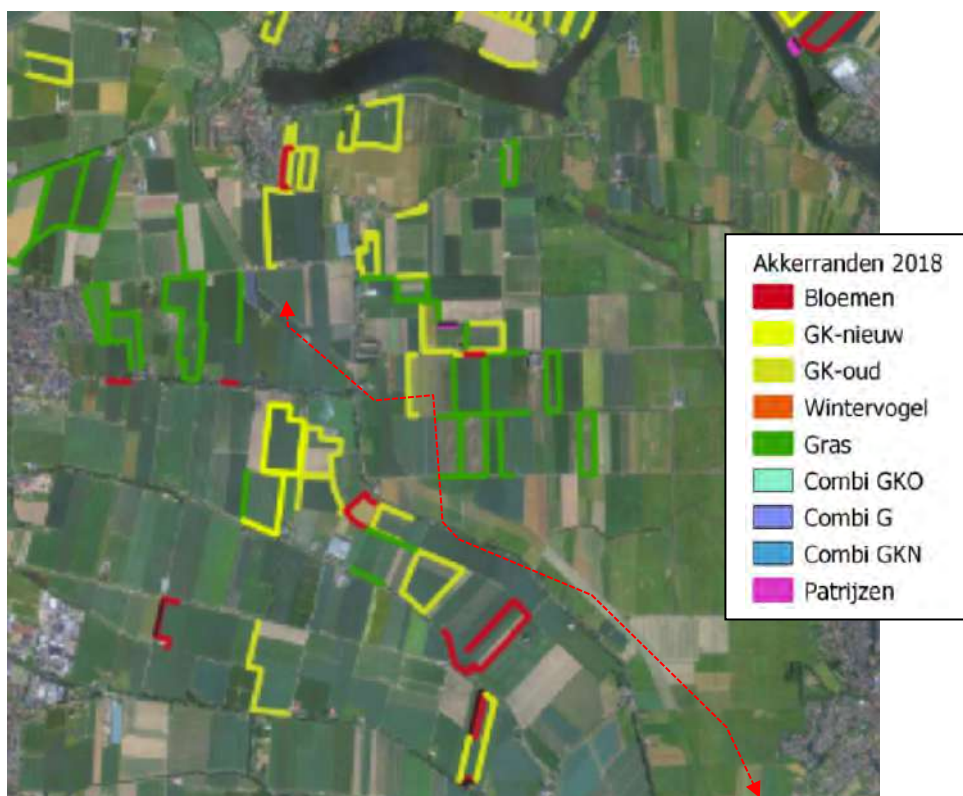 Akkerranden 2018
Bloemen
GK-nieuw
GK-oud
Wintervogel
Gras
Combi GKO
Combi G
Combi GKN
Patrijzen